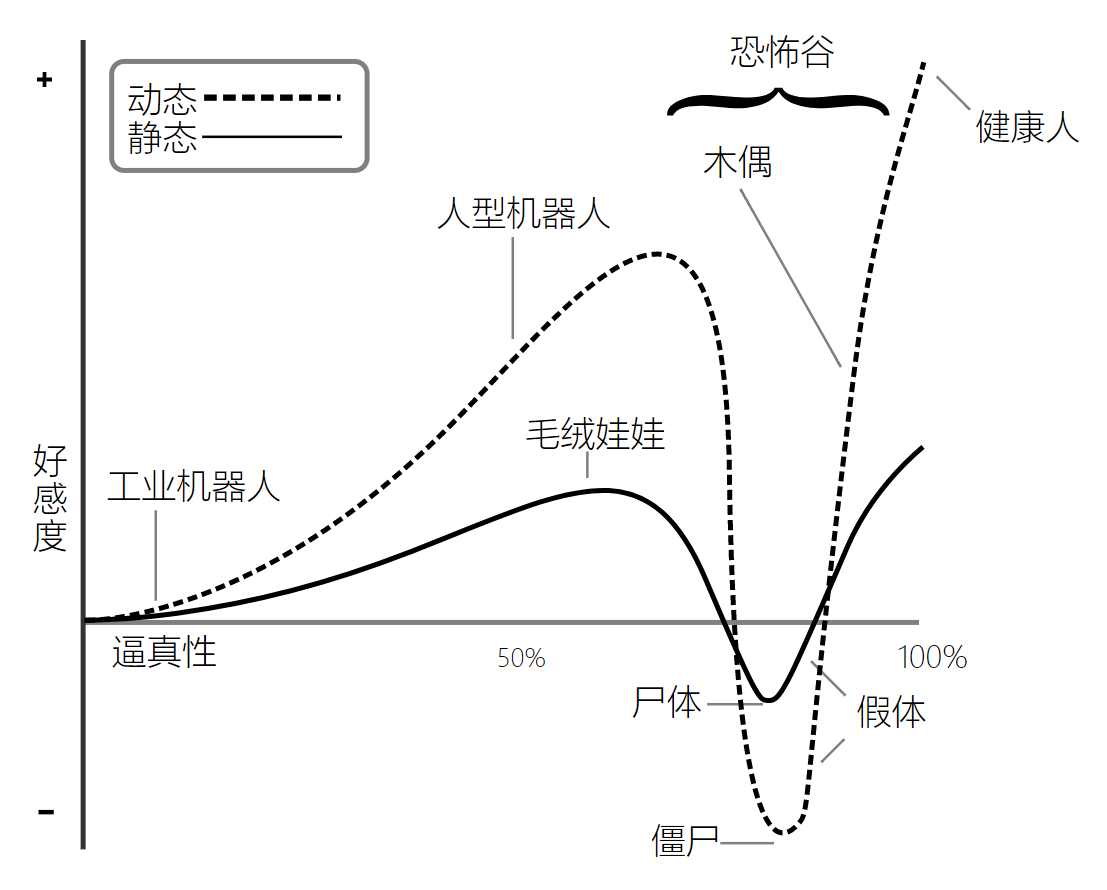 恐怖谷
+
动态
静态
健康人
木偶
人型机器人
毛绒娃娃
好感度
工业机器人
逼真性
50%
100%
尸体
假体
−
僵尸